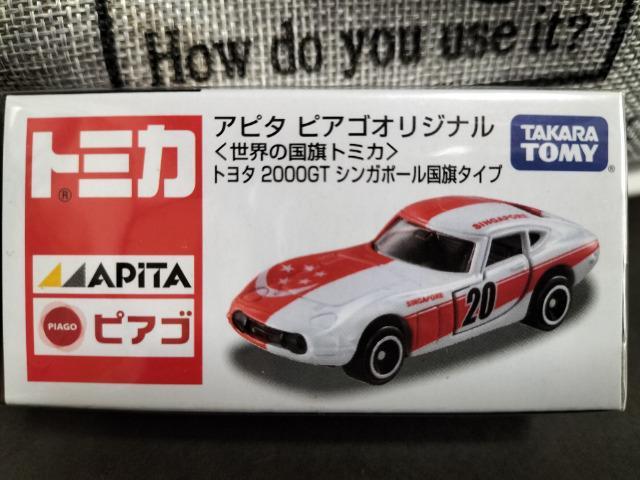 How do you use it?
トミカ
®
アピタ ピアゴオリジナル
<世界の国旗トミカ>
トヨタ 2000GT シンガポール国旗タイプ
TAKARA
TOMY
®
APiTA
PIAGO
ピアゴ
SINGAPORE
SINGAPORE
20